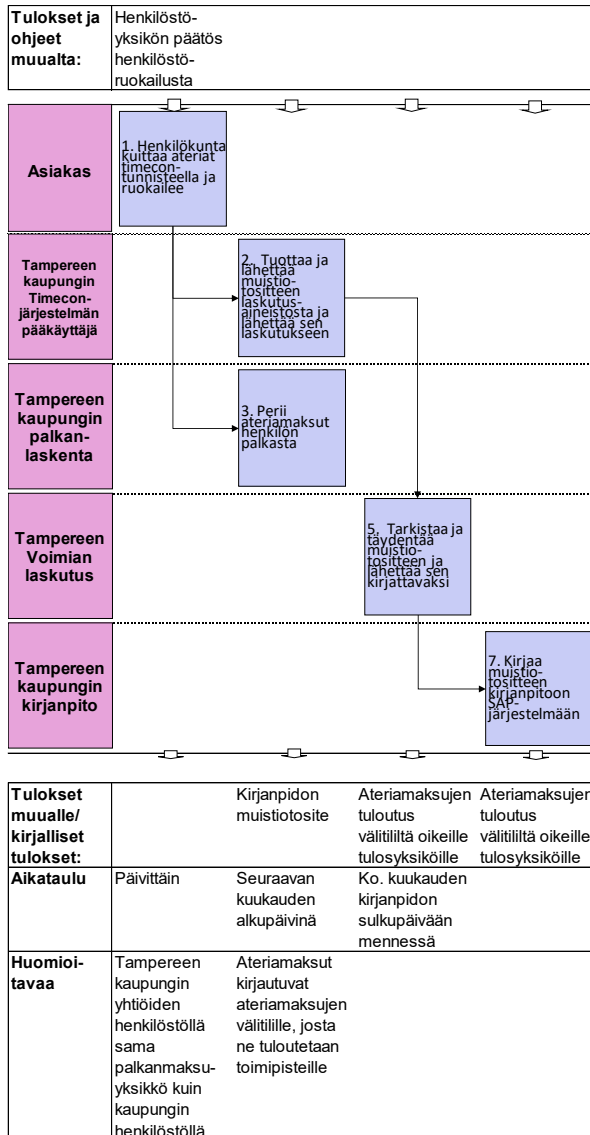 Tulokset ja
ohjeet
muualta:
Henkilöstö-
yksikön päätös
henkilöstö-
ruokailusta
Asiakas
1. Henkilökunta
kuittaa ateriat
timecon-
tunnisteella ja
ruokailee
Tampereen
kaupungin
Timecon-
järjestelmän
pääkäyttäjä
2. Tuottaa ja
lähettää
muistio-
tositteen
laskutus-
aineistosta ja
lähettää sen
laskutukseen
Tampereen
kaupungin
palkan-
laskenta
3. Perii
ateriamaksut
henkilön
palkasta
Tampereen
Voimian
laskutus
5. Tarkistaa ja
täydentää
muistio-
tositteen ja
lähettää sen
kirjattavaksi
Tampereen
kaupungin
kirjanpito
7. Kirjaa
muistio-
tositteen
kirjanpitoon
SAP-
järjestelmään
Tulokset
muualle/
kirjalliset
tulokset:
Kirjanpidon
muistiotosite
Ateriamaksujen
tuloutus
välitililtä oikeille
tulosyksiköille
Ateriamaksujen
tuloutus
välitililtä oikeille
tulosyksiköille
Aikataulu
Päivittäin
Seuraavan
kuukauden
alkupäivinä
Ko. kuukauden
kirjanpidon
sulkupäivään
mennessä
Huomioi-
tavaa
Tampereen
kaupungin
yhtiöiden
henkilöstöllä
sama
palkanmaksu-
yksikkö kuin
kaupungin
henkilöstöllä
Ateriamaksut
kirjautuvat
ateriamaksujen
välitilille, josta
ne tuloutetaan
toimipisteille